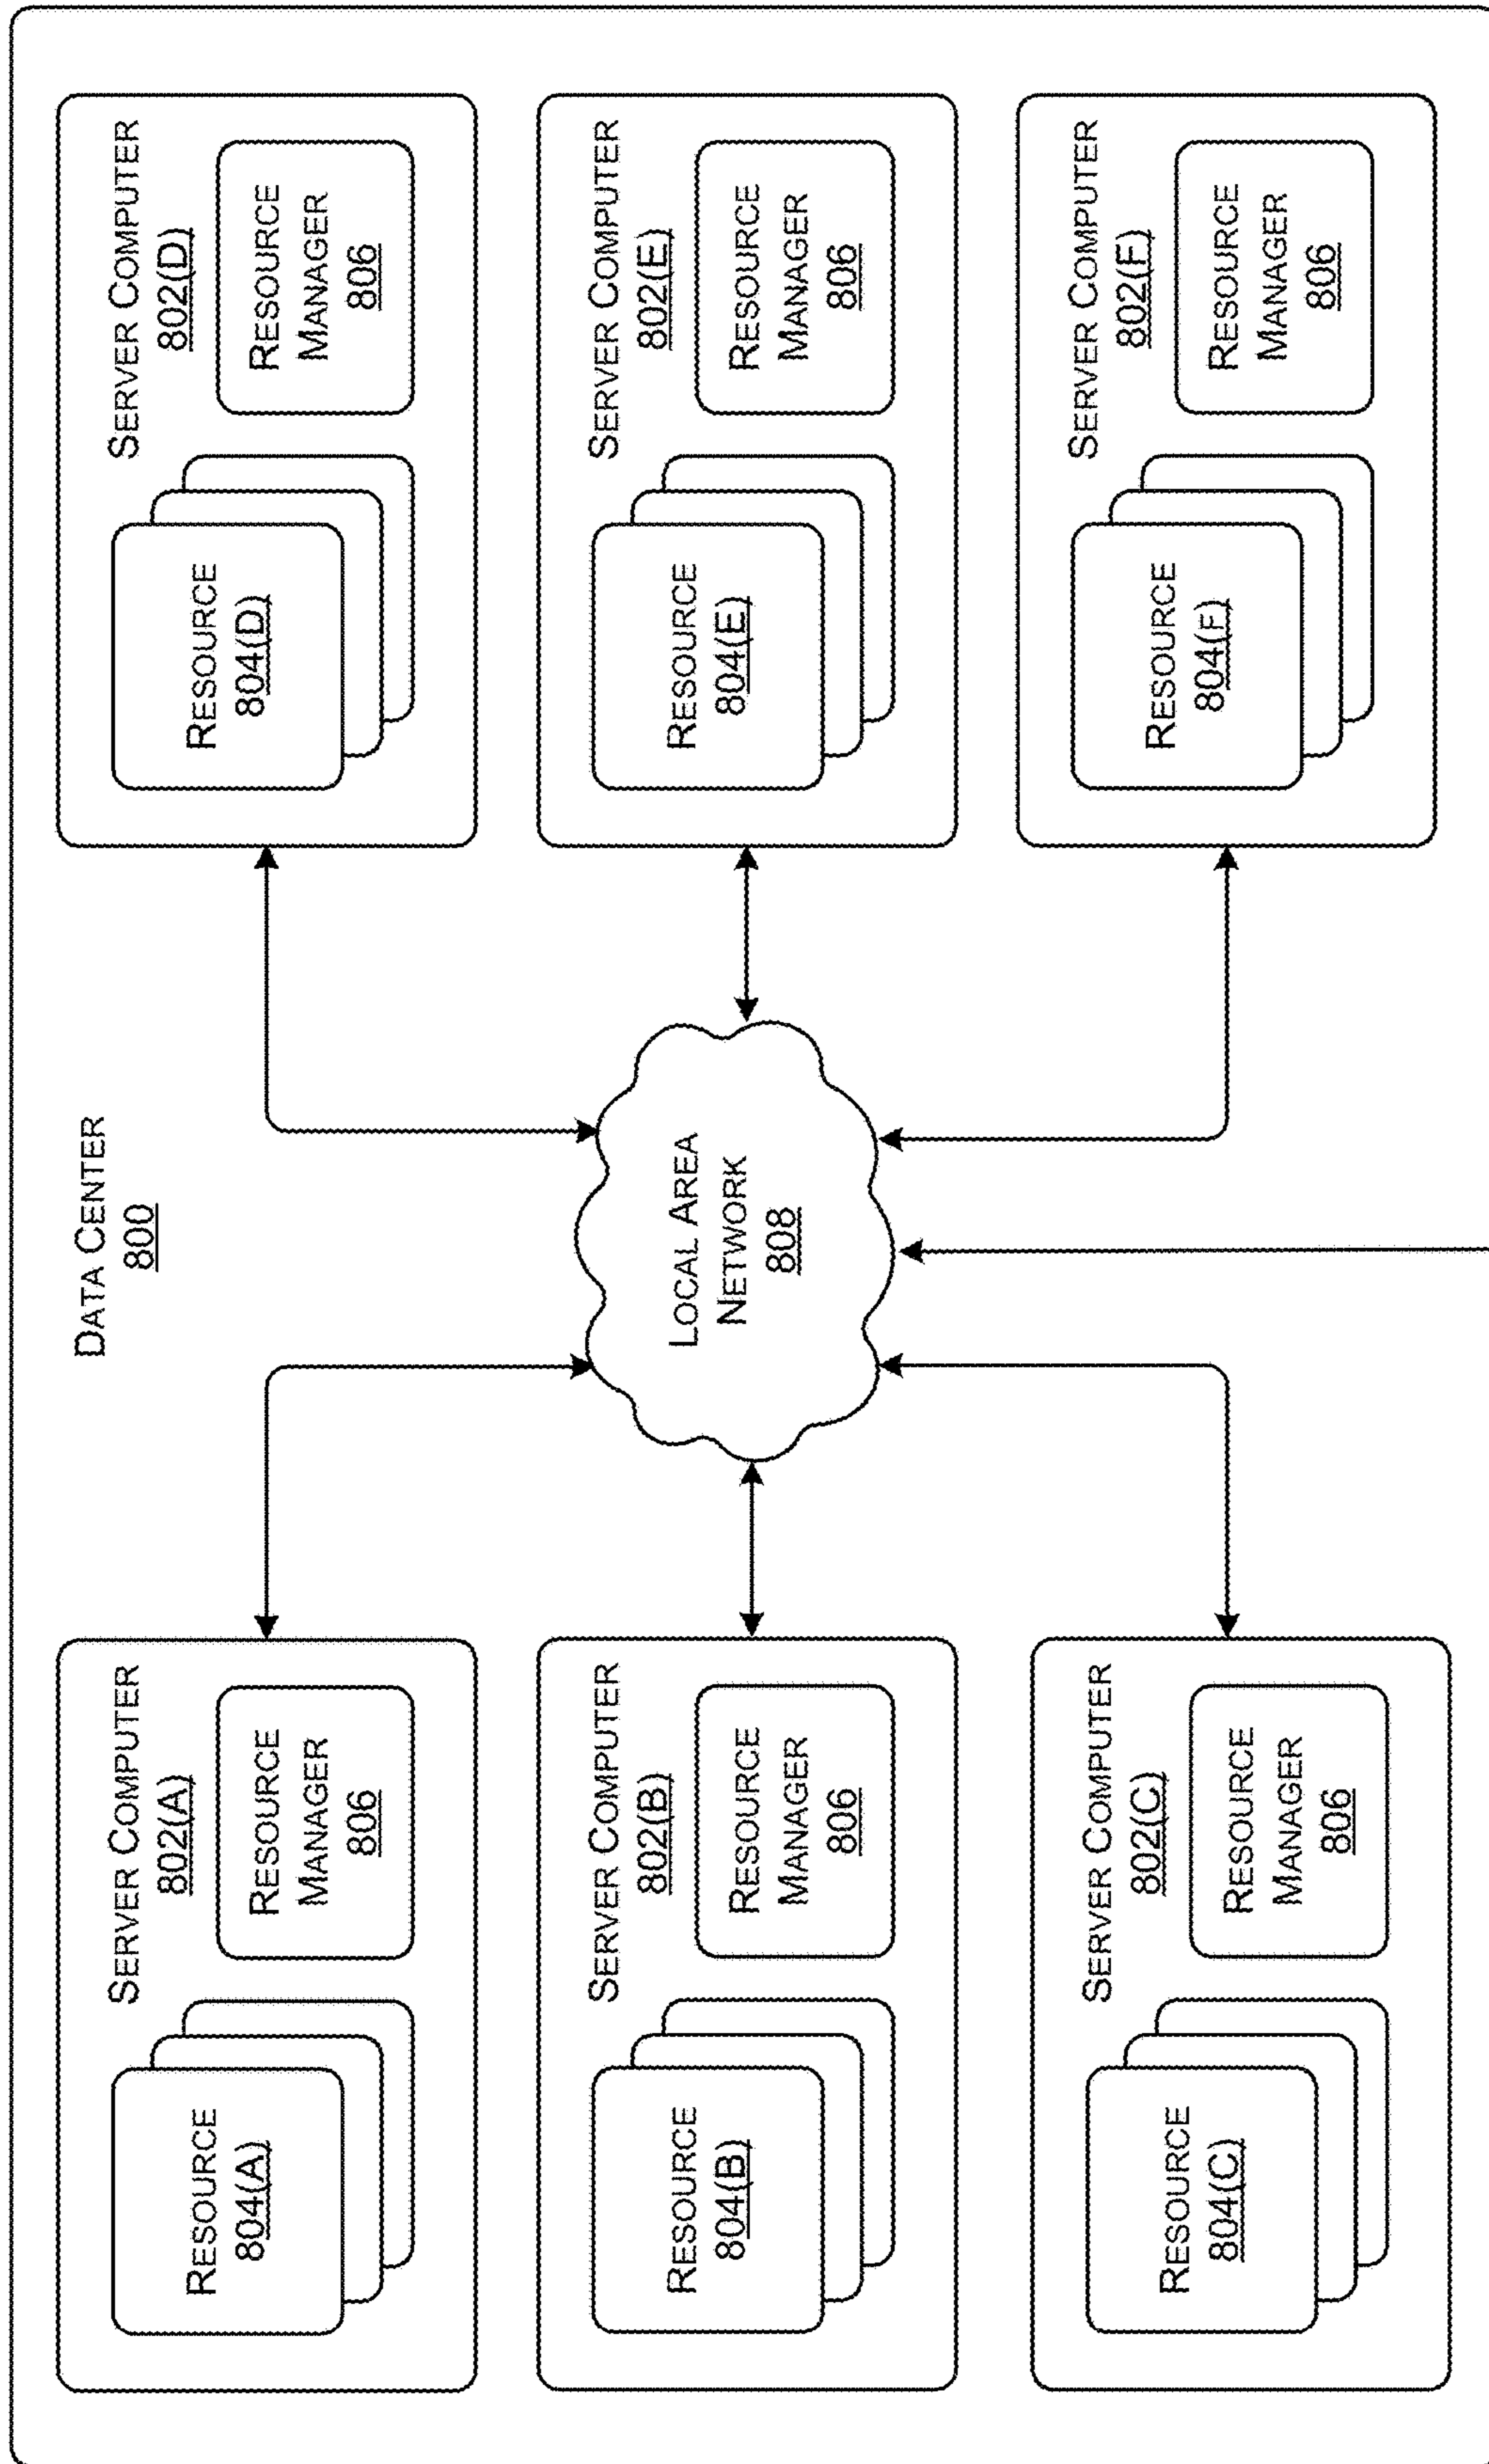 DATA CENTER
800
SERVER COMPUTER
802(A)
RESOURCE
804(A)
RESOURCE
MANAGER
806
SERVER COMPUTER
802(B)
RESOURCE
804(B)
RESOURCE
MANAGER
806
SERVER COMPUTER
802(C)
RESOURCE
804(C)
RESOURCE
MANAGER
806
LOCAL AREA
NETWORK
808
SERVER COMPUTER
802(D)
RESOURCE
804(D)
RESOURCE
MANAGER
806
SERVER COMPUTER
802(E)
RESOURCE
804(E)
RESOURCE
MANAGER
806
SERVER COMPUTER
802(F)
RESOURCE
804(F)
RESOURCE
MANAGER
806